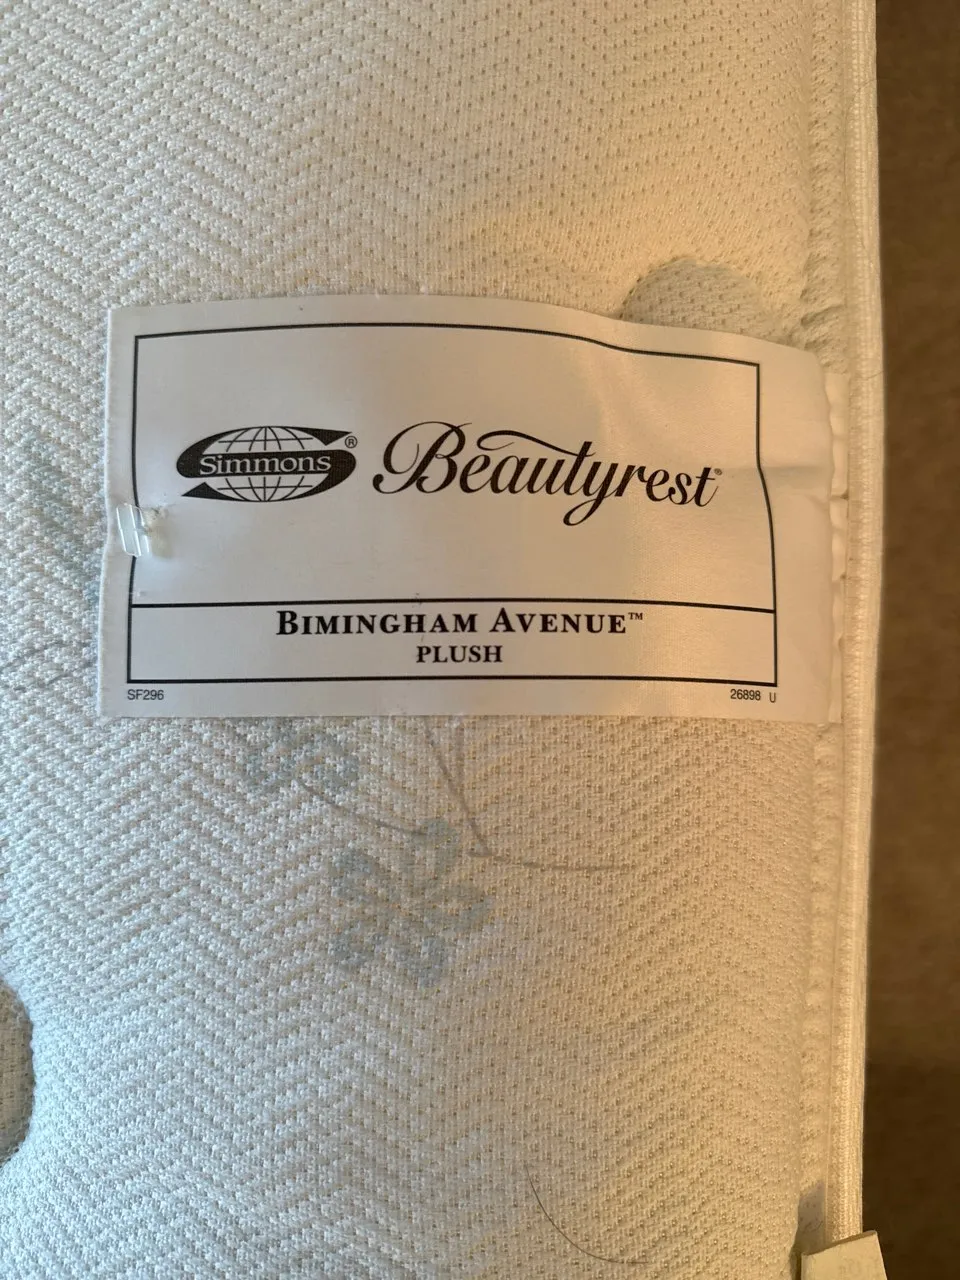 Simmons® Beautyrest®
BIMINGHAM AVENUE™
PLUSH
SF296 26898 U